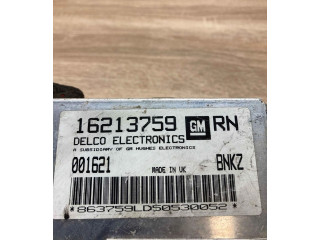 16213759 GM RN
DELCO ELECTRONICS
A SUBSIDIARY OF GM HUGHES ELECTRONICS
001621 MADE IN UK BNKZ
*863759LD50530052*